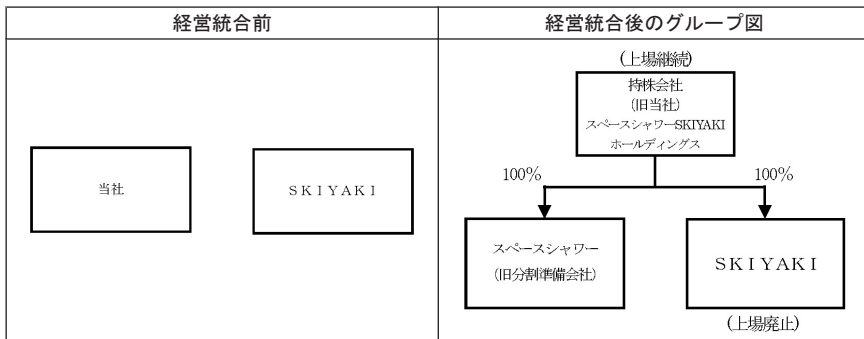 経営統合前
経営統合後のグループ図
当社
ＳＫＩＹＡＫＩ
(上場継続)
持株会社
(旧当社)
スペースシャワーSKIYAKI
ホールディングス
100%
100%
スペースシャワー
(旧分割準備会社)
ＳＫＩＹＡＫＩ
(上場廃止)